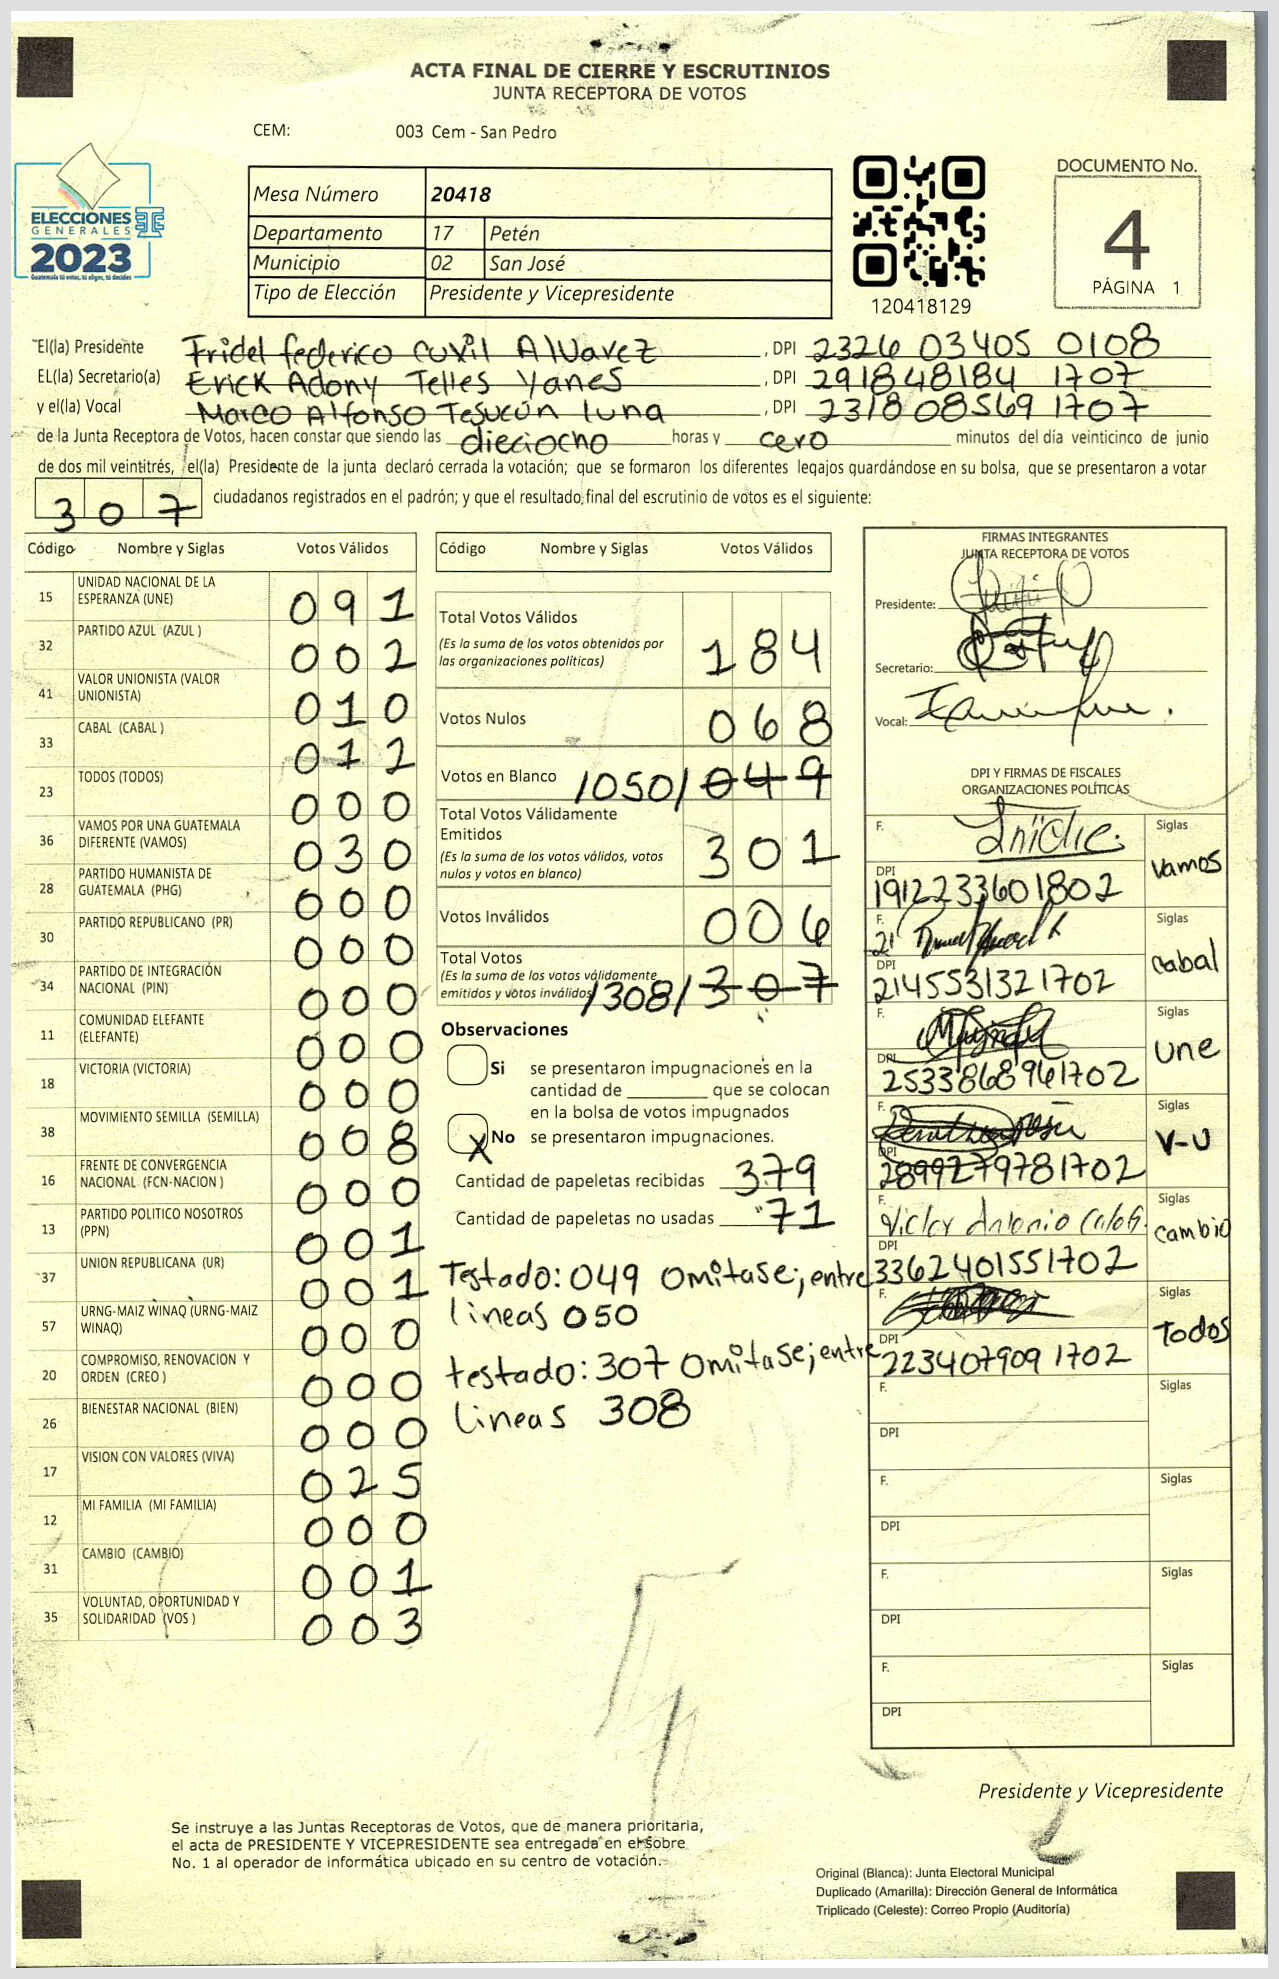 ACTA FINAL DE CIERRE Y ESCRUTINIOS
JUNTA RECEPTORA DE VOTOS
CEM: 003 Cem - San Pedro
ELECCIONES
GENERALES
2023
Guatemala tú votas, tú eliges, tú decides
Mesa Número 20418
Departamento 17 Petén
Municipio 02 San José
Tipo de Elección Presidente y Vicepresidente
120418129
DOCUMENTO No.
4
PÁGINA 1
El(la) Presidente Fridel federico cuxil Alvarez , DPI 2326 03405 0108
EL(la) Secretario(a) Erick Adony Telles Yanes , DPI 291848184 1707
y el(la) Vocal Marco Alfonso Tesucún luna , DPI 2318 08569 1707
de la Junta Receptora de Votos, hacen constar que siendo las dieciocho horas y cero minutos del día veinticinco de junio
de dos mil veintitrés, el(la) Presidente de la junta declaró cerrada la votación; que se formaron los diferentes legajos guardándose en su bolsa, que se presentaron a votar
307 ciudadanos registrados en el padrón; y que el resultado final del escrutinio de votos es el siguiente:
Código Nombre y Siglas Votos Válidos
15 UNIDAD NACIONAL DE LA
ESPERANZA (UNE) 091
32 PARTIDO AZUL (AZUL ) 002
41 VALOR UNIONISTA (VALOR
UNIONISTA) 010
33 CABAL (CABAL ) 012
23 TODOS (TODOS) 000
36 VAMOS POR UNA GUATEMALA
DIFERENTE (VAMOS) 030
28 PARTIDO HUMANISTA DE
GUATEMALA (PHG) 000
30 PARTIDO REPUBLICANO (PR) 000
34 PARTIDO DE INTEGRACIÓN
NACIONAL (PIN) 000
11 COMUNIDAD ELEFANTE
(ELEFANTE) 000
18 VICTORIA (VICTORIA) 000
38 MOVIMIENTO SEMILLA (SEMILLA) 008
16 FRENTE DE CONVERGENCIA
NACIONAL (FCN-NACION ) 000
13 PARTIDO POLITICO NOSOTROS
(PPN) 001
37 UNION REPUBLICANA (UR) 001
57 URNG-MAIZ WINAQ (URNG-MAIZ
WINAQ) 000
20 COMPROMISO, RENOVACION Y
ORDEN (CREO ) 000
26 BIENESTAR NACIONAL (BIEN) 000
17 VISION CON VALORES (VIVA) 025
12 MI FAMILIA (MI FAMILIA) 000
31 CAMBIO (CAMBIO) 001
35 VOLUNTAD, OPORTUNIDAD Y
SOLIDARIDAD (VOS ) 003
Código Nombre y Siglas Votos Válidos
Total Votos Válidos
(Es la suma de los votos obtenidos por
las organizaciones políticas) 184
Votos Nulos 068
Votos en Blanco /050/ 049
Total Votos Válidamente
Emitidos
(Es la suma de los votos válidos, votos
nulos y votos en blanco) 301
Votos Inválidos 006
Total Votos
(Es la suma de los votos válidamente
emitidos y votos inválidos) /308/ 307
Observaciones
Si se presentaron impugnaciones en la
cantidad de ________ que se colocan
en la bolsa de votos impugnados
X No se presentaron impugnaciones.
Cantidad de papeletas recibidas 379
Cantidad de papeletas no usadas 71
Testado: 049 omitase; entre
lineas 050
testado: 307 omitase; entre
lineas 308
FIRMAS INTEGRANTES
JUNTA RECEPTORA DE VOTOS
Presidente:
Secretario:
Vocal:
DPI Y FIRMAS DE FISCALES
ORGANIZACIONES POLÍTICAS
F. Siglas
DPI 1912233601802 Vamos
F. Siglas
DPI 2145531321702 cabal
F. Siglas
DPI 2533868961702 une
F. Siglas
DPI 2899279781702 V-U
F. Victor Antonio Siglas
DPI 3362401551702 cambio
F. Siglas
DPI 2234079091702 Todos
F. Siglas
DPI
F. Siglas
DPI
F. Siglas
DPI
F. Siglas
DPI
Presidente y Vicepresidente
Se instruye a las Juntas Receptoras de Votos, que de manera prioritaria,
el acta de PRESIDENTE Y VICEPRESIDENTE sea entregada en el sobre
No. 1 al operador de informática ubicado en su centro de votación.
Original (Blanca): Junta Electoral Municipal
Duplicado (Amarilla): Dirección General de Informática
Triplicado (Celeste): Correo Propio (Auditoría)